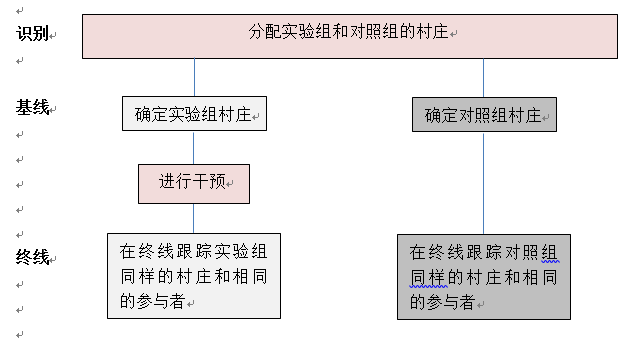 识别
分配实验组和对照组的村庄
基线
确定实验组村庄
确定对照组村庄
进行干预
终线
在终线跟踪实验组
同样的村庄和相同
的参与者
在终线跟踪对照组
同样的村庄和相同
的参与者